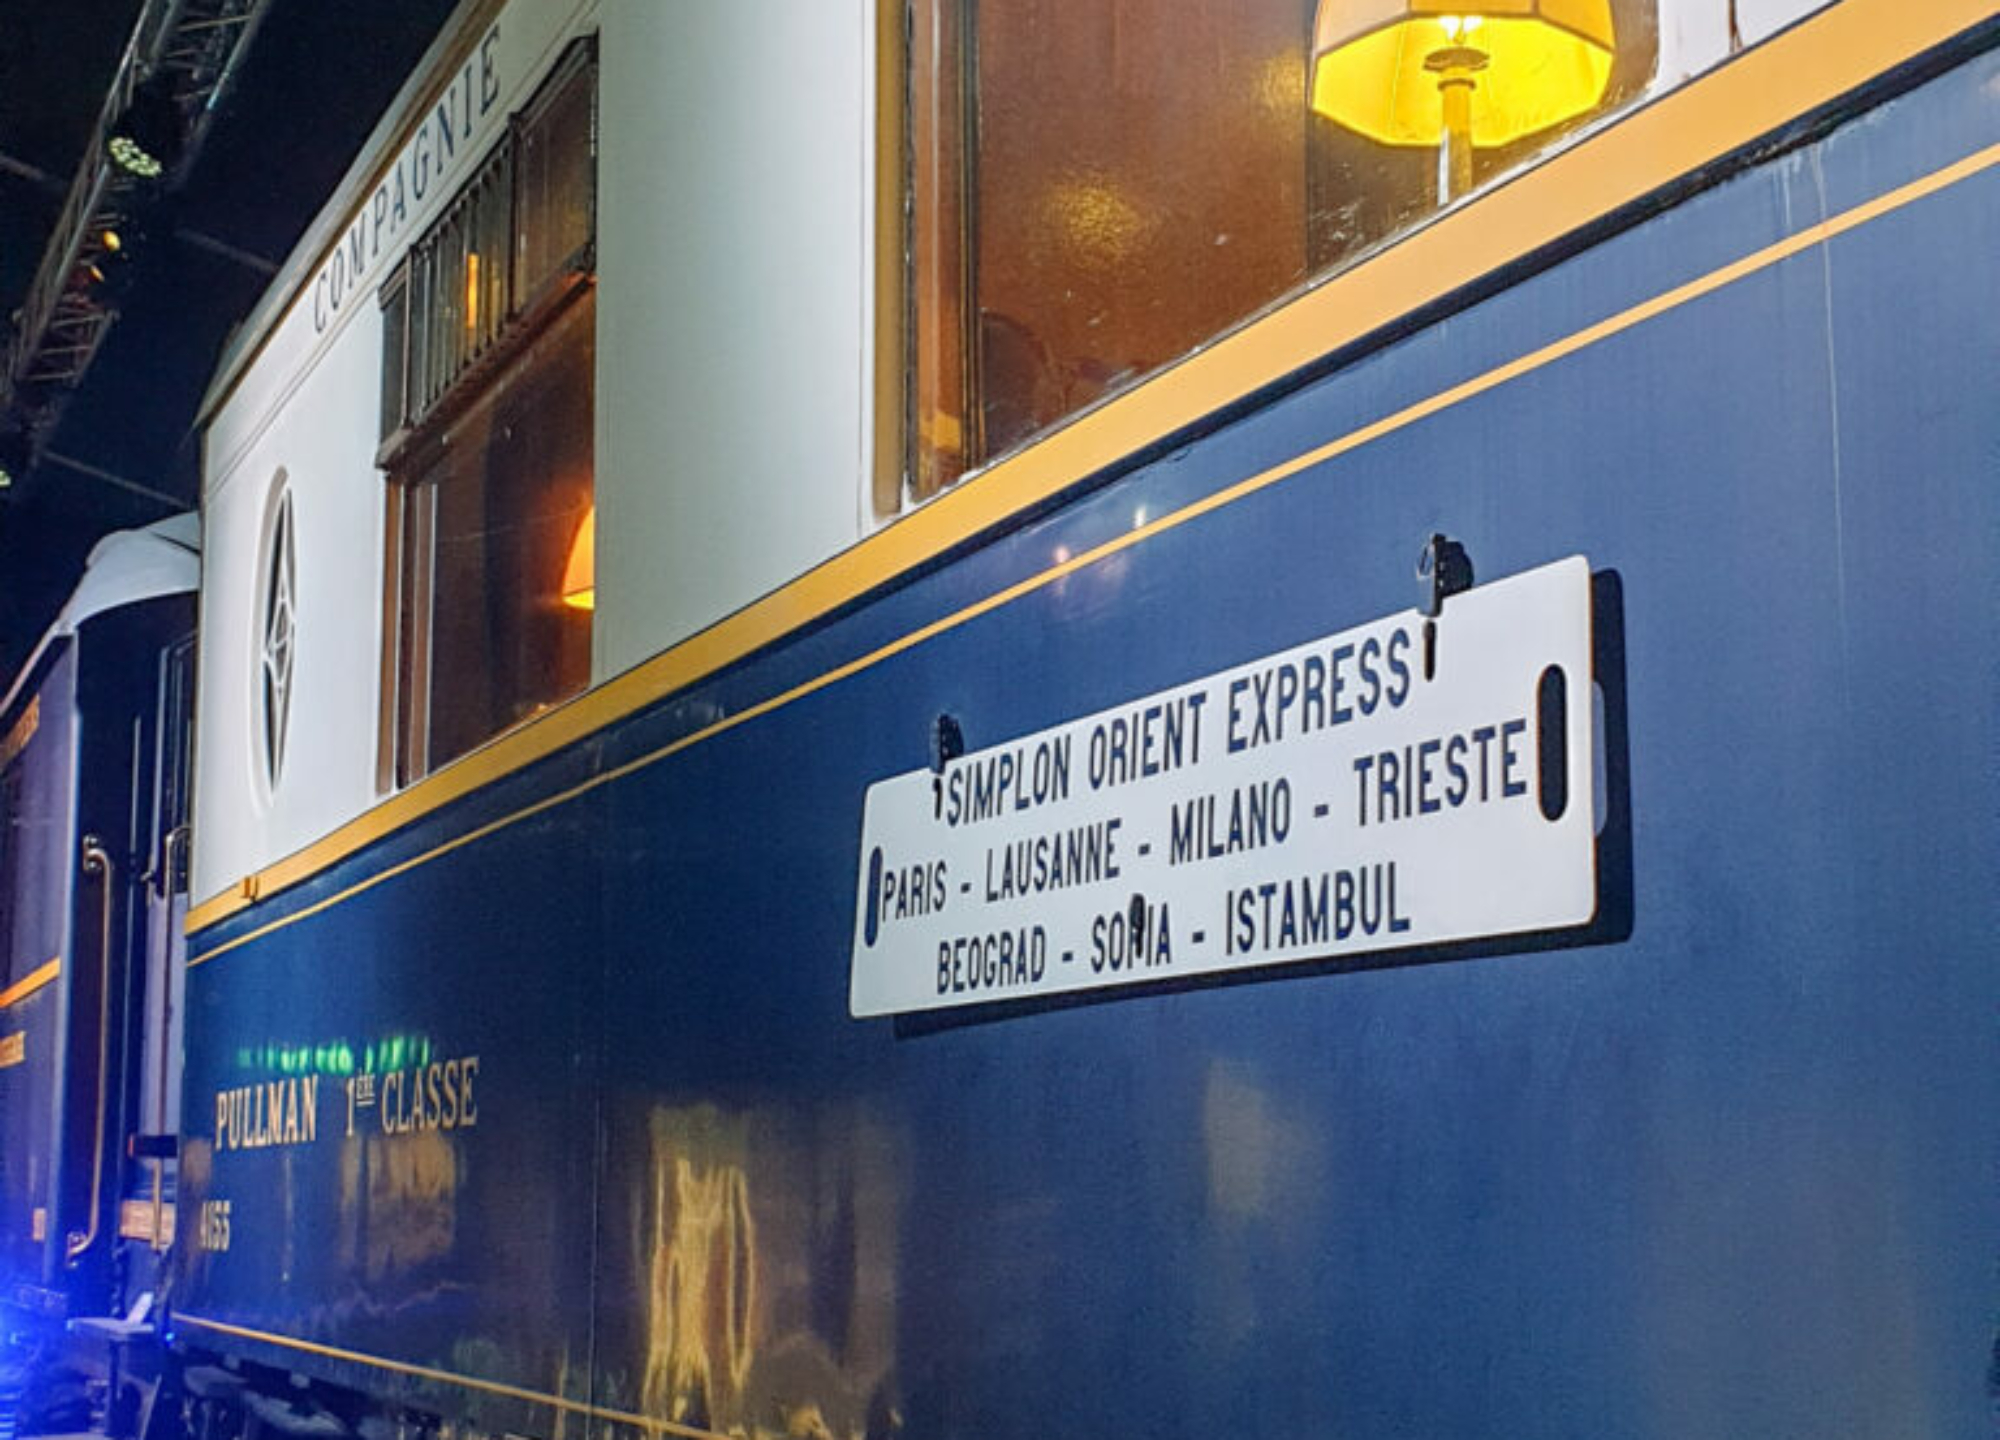 COMPAGNIE
SIMPLON ORIENT EXPRESS
PARIS - LAUSANNE - MILANO - TRIESTE
BEOGRAD - SOFIA - ISTAMBUL
PULLMAN 1ÈRE CLASSE
4155